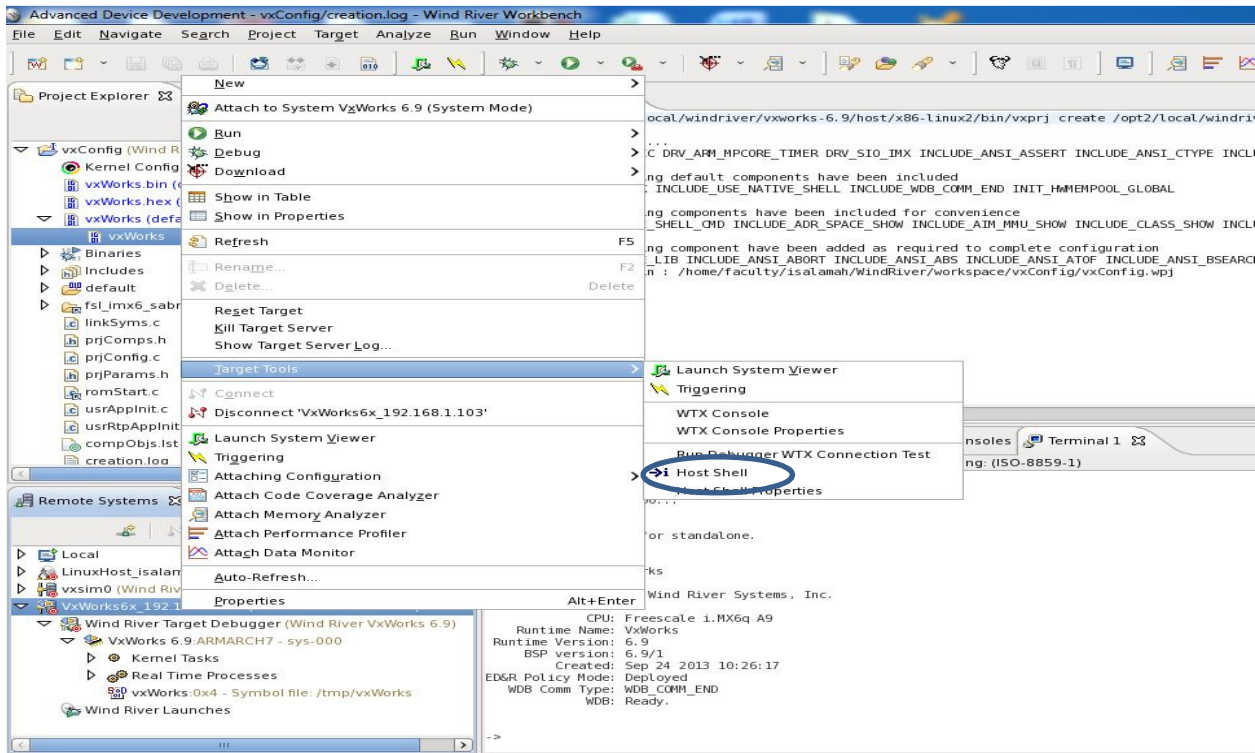 Advanced Device Development - vxConfig/creation.log - Wind River Workbench
File Edit Navigate Search Project Target Analyze Run Window Help
Project Explorer
vxConfig (Wind R
Kernel Config
vxWorks.bin (
vxWorks.hex (
vxWorks (defa
vxWorks
Binaries
Includes
default
fsl_imx6_sabr
linkSyms.c
prjComps.h
prjConfig.c
prjParams.h
romStart.c
usrAppInit.c
usrRtpAppInit
compObjs.lst
creation.log
New
Attach to System VxWorks 6.9 (System Mode)
Run
Debug
Download
Show in Table
Show in Properties
Refresh F5
Rename... F2
Delete... Delete
Reset Target
Kill Target Server
Show Target Server Log...
Target Tools
Connect
Disconnect 'VxWorks6x_192.168.1.103'
Launch System Viewer
Triggering
Attaching Configuration
Attach Code Coverage Analyzer
Attach Memory Analyzer
Attach Performance Profiler
Attach Data Monitor
Auto-Refresh...
Properties Alt+Enter
Launch System Viewer
Triggering
WTX Console
WTX Console Properties
Run Debugger WTX Connection Test
Host Shell
Host Shell Properties
ocal/windriver/vxworks-6.9/host/x86-linux2/bin/vxprj create /opt2/local/windri
...
C DRV_ARM_MPCORE_TIMER DRV_SIO_IMX INCLUDE_ANSI_ASSERT INCLUDE_ANSI_CTYPE INCLU
ng default components have been included
INCLUDE_USE_NATIVE_SHELL INCLUDE_WDB_COMM_END INIT_HWMEMPOOL_GLOBAL
ng components have been included for convenience
_SHELL_CMD INCLUDE_ADR_SPACE_SHOW INCLUDE_AIM_MMU_SHOW INCLUDE_CLASS_SHOW INCLU
ng component have been added as required to complete configuration
_LIB INCLUDE_ANSI_ABORT INCLUDE_ANSI_ABS INCLUDE_ANSI_ATOF INCLUDE_ANSI_BSEARCH
n : /home/faculty/isalamah/WindRiver/workspace/vxConfig/vxConfig.wpj
nsoles Terminal 1
ng: (ISO-8859-1)
or standalone.
ks
Wind River Systems, Inc.
CPU: Freescale i.MX6q A9
Runtime Name: VxWorks
Runtime Version: 6.9
BSP version: 6.9/1
Created: Sep 24 2013 10:26:17
ED&R Policy Mode: Deployed
WDB Comm Type: WDB_COMM_END
WDB: Ready.
->
Remote Systems
Local
LinuxHost_isalam
vxsim0 (Wind Riv
VxWorks6x_192.1
Wind River Target Debugger (Wind River VxWorks 6.9)
VxWorks 6.9:ARMARCH7 - sys-000
Kernel Tasks
Real Time Processes
vxWorks:0x4 - Symbol file: /tmp/vxWorks
Wind River Launches